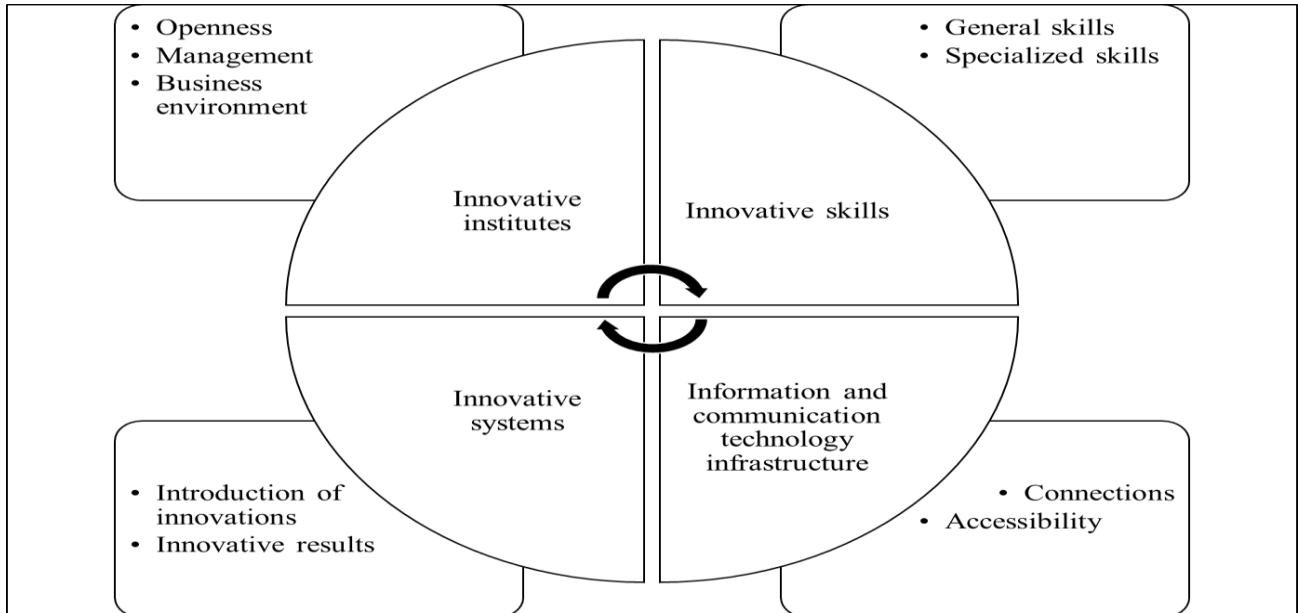 • Openness
• Management
• Business
environment
• General skills
• Specialized skills
Innovative
institutes
Innovative skills
Innovative
systems
Information and
communication
technology
infrastructure
• Introduction of
innovations
• Innovative results
• Connections
• Accessibility